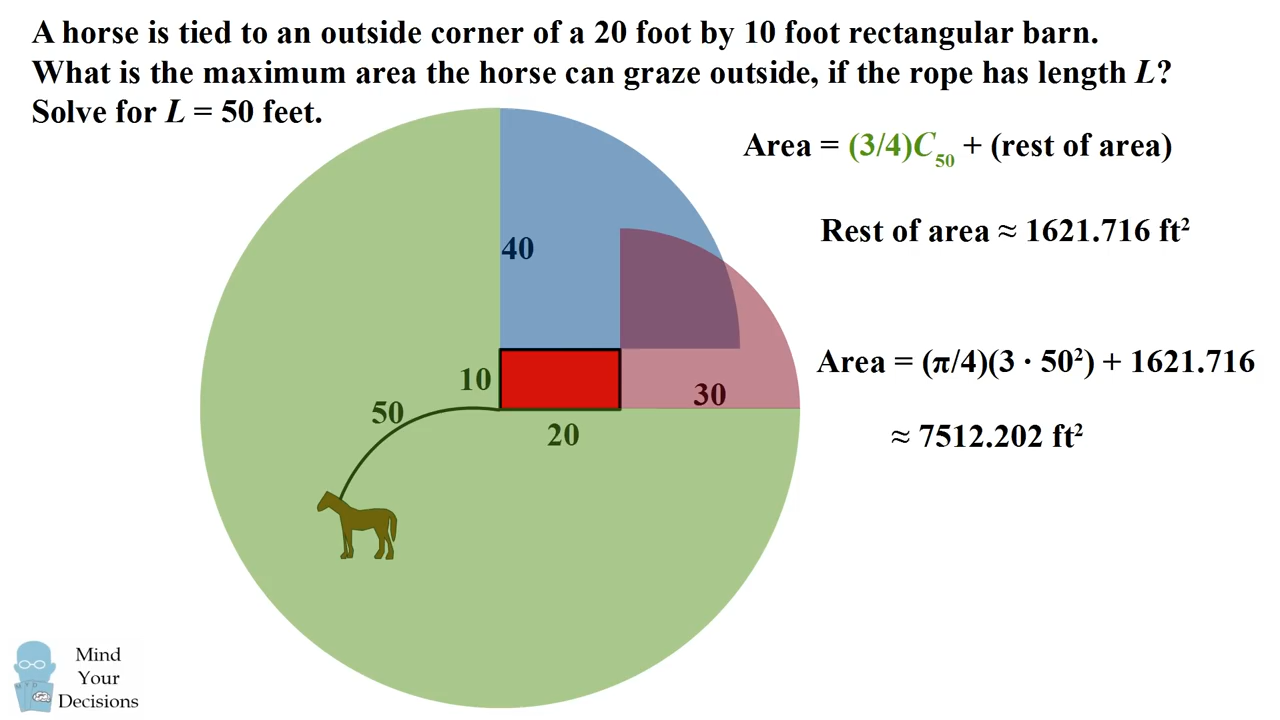 A horse is tied to an outside corner of a 20 foot by 10 foot rectangular barn.
What is the maximum area the horse can graze outside, if the rope has length L?
Solve for L = 50 feet.
Area = (3/4)C₅₀ + (rest of area)
Rest of area ≈ 1621.716 ft²
40
10
50
30
20
Area = (π/4)(3 · 50²) + 1621.716
≈ 7512.202 ft²
Mind
Your
Decisions